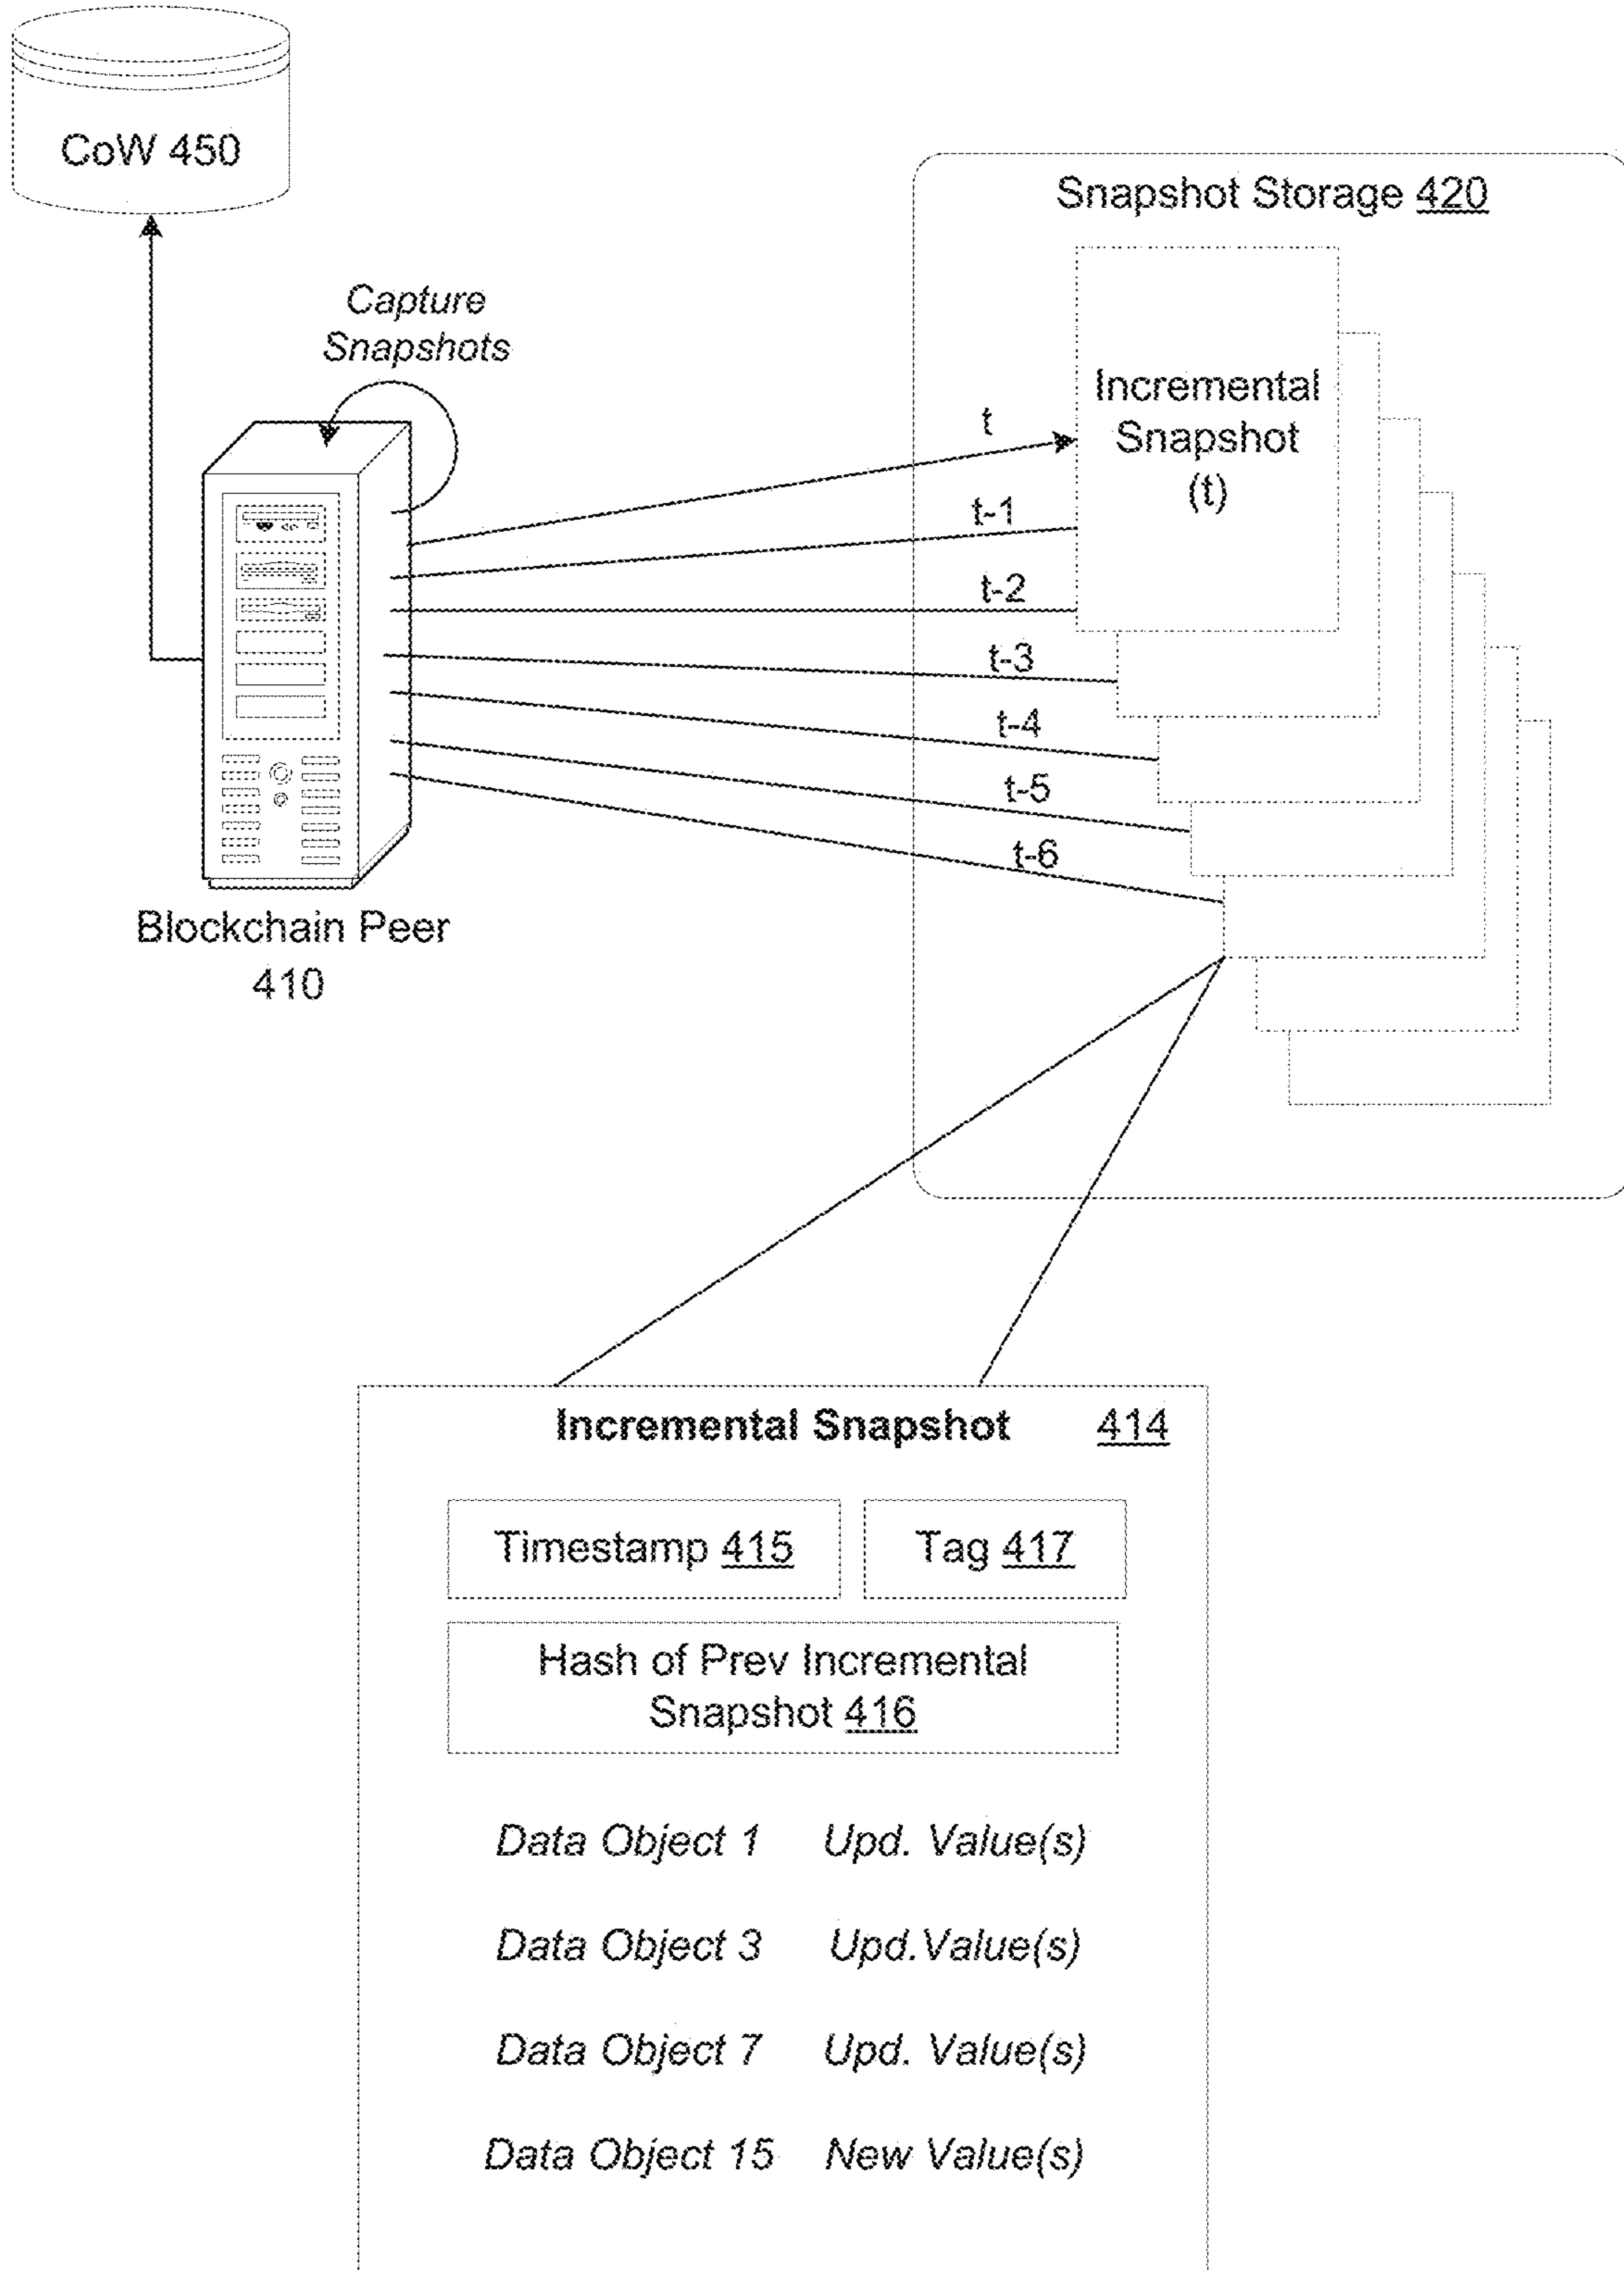 CoW 450
Snapshot Storage 420
Capture
Snapshots
Incremental
Snapshot
(t)
t
t-1
t-2
t-3
t-4
t-5
t-6
Blockchain Peer
410
Incremental Snapshot 414
Timestamp 415 Tag 417
Hash of Prev Incremental
Snapshot 416
Data Object 1 Upd. Value(s)
Data Object 3 Upd.Value(s)
Data Object 7 Upd. Value(s)
Data Object 15 New Value(s)